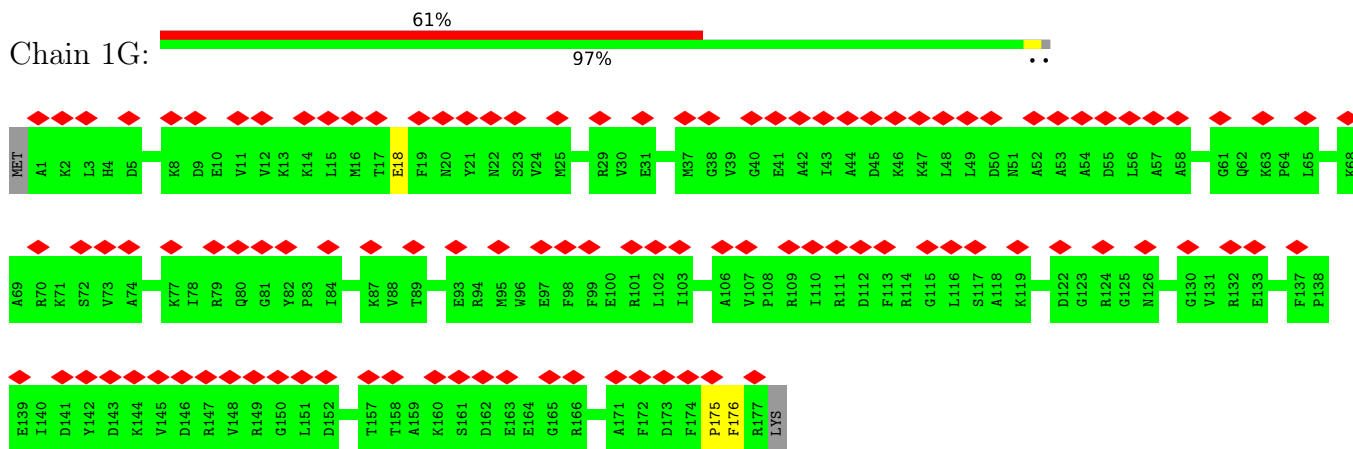 61%
Chain 1G:
97%
• •
MET A1 K2 L3 H4 D5 K8 D9 E10 V11 V12 K13 K14 L15 M16 T17 E18 F19 N20 Y21 N22 S23 V24 M25 R29 V30 E31 M37 G38 V39 G40 E41 A42 I43 A44 D45 K46 K47 L48 L49 D50 N51 A52 A53 A54 D55 L56 A57 A58 G61 Q62 K63 P64 L65 K68
A69 R70 K71 S72 V73 A74 K77 I78 R79 Q80 G81 Y82 P83 I84 K87 V88 T89 E93 R94 W95 W96 E97 F98 F99 E100 R101 L102 I103 A106 V107 P108 R109 I110 R111 D112 F113 R114 G115 L116 S117 A118 K119 D122 G123 R124 G125 N126 G130 V131 R132 E133 F137 P138
E139 I140 D141 Y142 D143 K144 V145 D146 R147 V148 R149 G150 L151 D152 T157 T158 A159 K160 S161 D162 E163 E164 G165 R166 A171 F172 D173 F174 P175 F176 R177 LYS